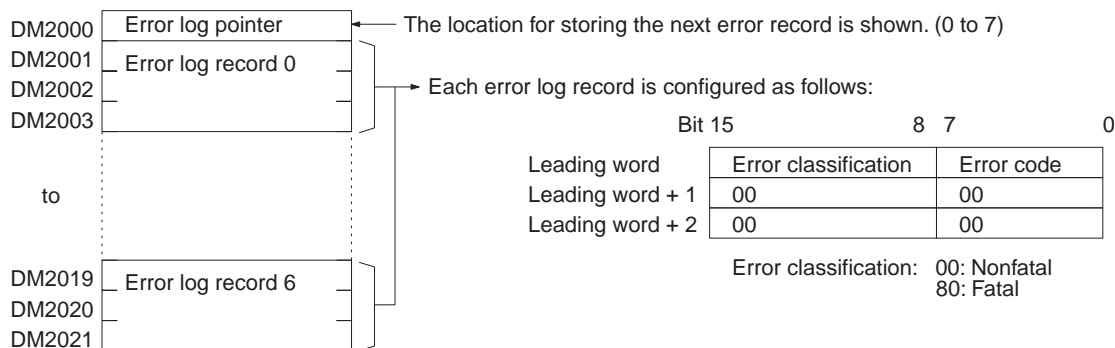 DM2000 Error log pointer The location for storing the next error record is shown. (0 to 7)
DM2001 Error log record 0
DM2002 Each error log record is configured as follows:
DM2003
Bit 15 8 7 0
Leading word Error classification Error code
Leading word + 1 00 00
Leading word + 2 00 00
to
Error classification: 00: Nonfatal
80: Fatal
DM2019 Error log record 6
DM2020
DM2021